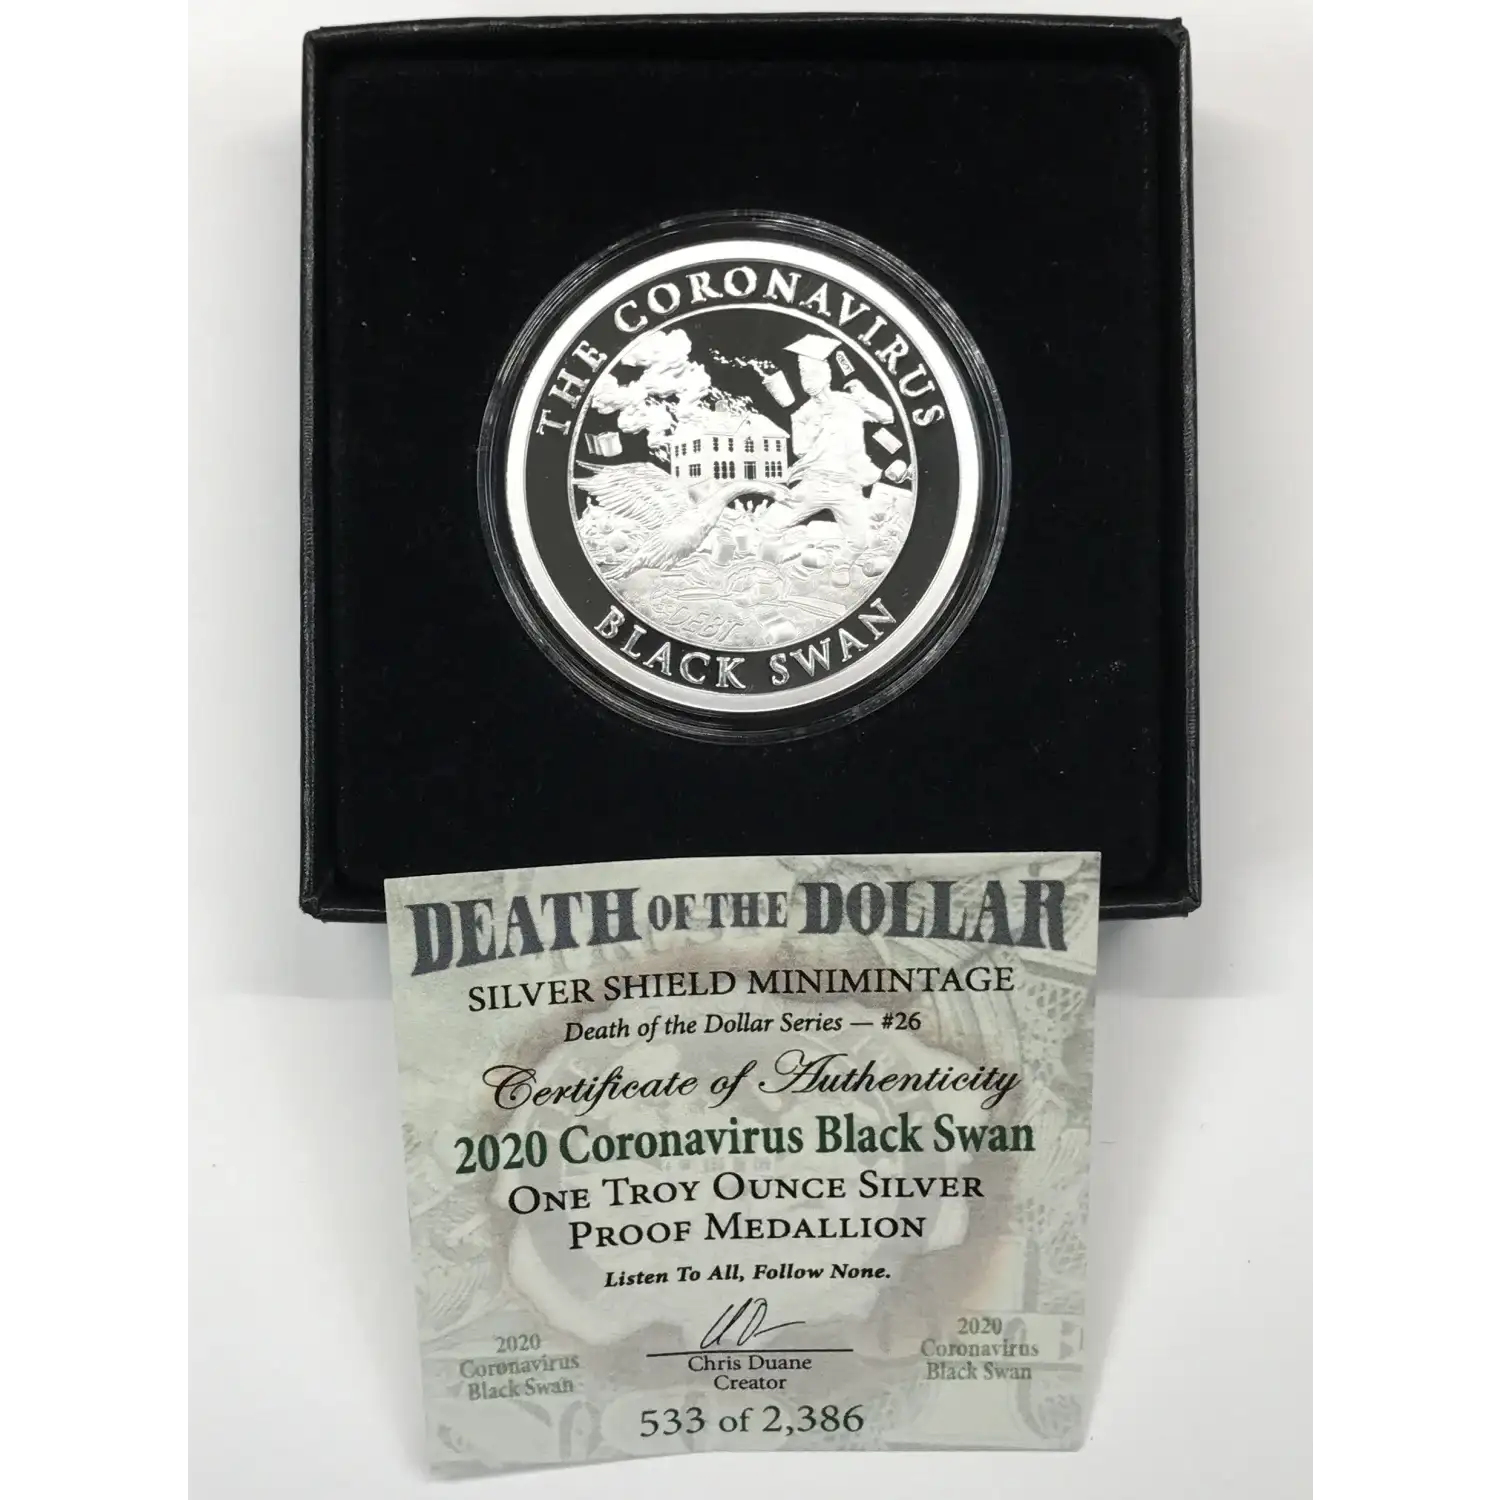 THE CORONAVIRUS
DEBT
BLACK SWAN
DEATH OF THE DOLLAR
SILVER SHIELD MINIMINTAGE
Death of the Dollar Series — #26
Certificate of Authenticity
2020 Coronavirus Black Swan
ONE TROY OUNCE SILVER
PROOF MEDALLION
Listen To All, Follow None.
Chris Duane
Creator
2020
Coronavirus
Black Swan
2020
Coronavirus
Black Swan
533 of 2,386